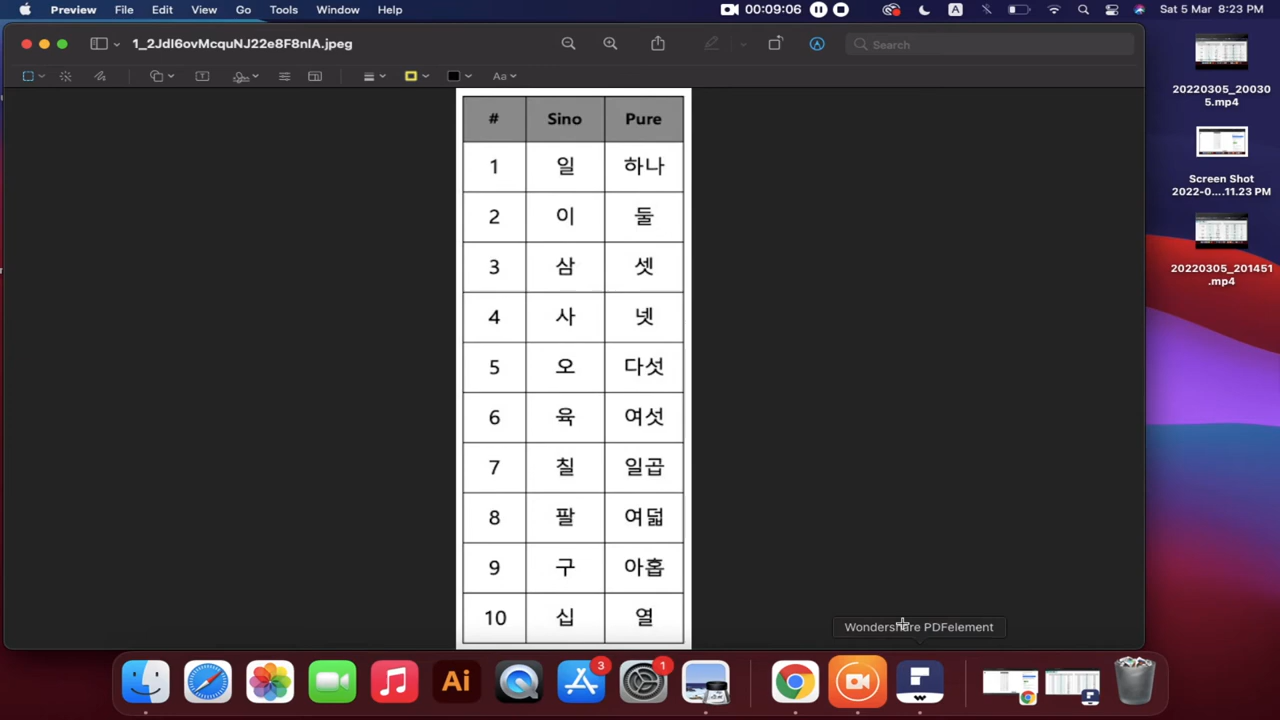 Preview File Edit View Go Tools Window Help 00:09:06 A Sat 5 Mar 8:23 PM
1_2JdI6ovMcquNJ22e8F8nIA.jpeg
Search
Aa
# Sino Pure
1 일 하나
2 이 둘
3 삼 셋
4 사 넷
5 오 다섯
6 육 여섯
7 칠 일곱
8 팔 여덟
9 구 아홉
10 십 열
20220305_20030
5.mp4
Screen Shot
2022-0....11.23 PM
20220305_201451
.mp4
Wondershare PDFelement
Ai
3
1